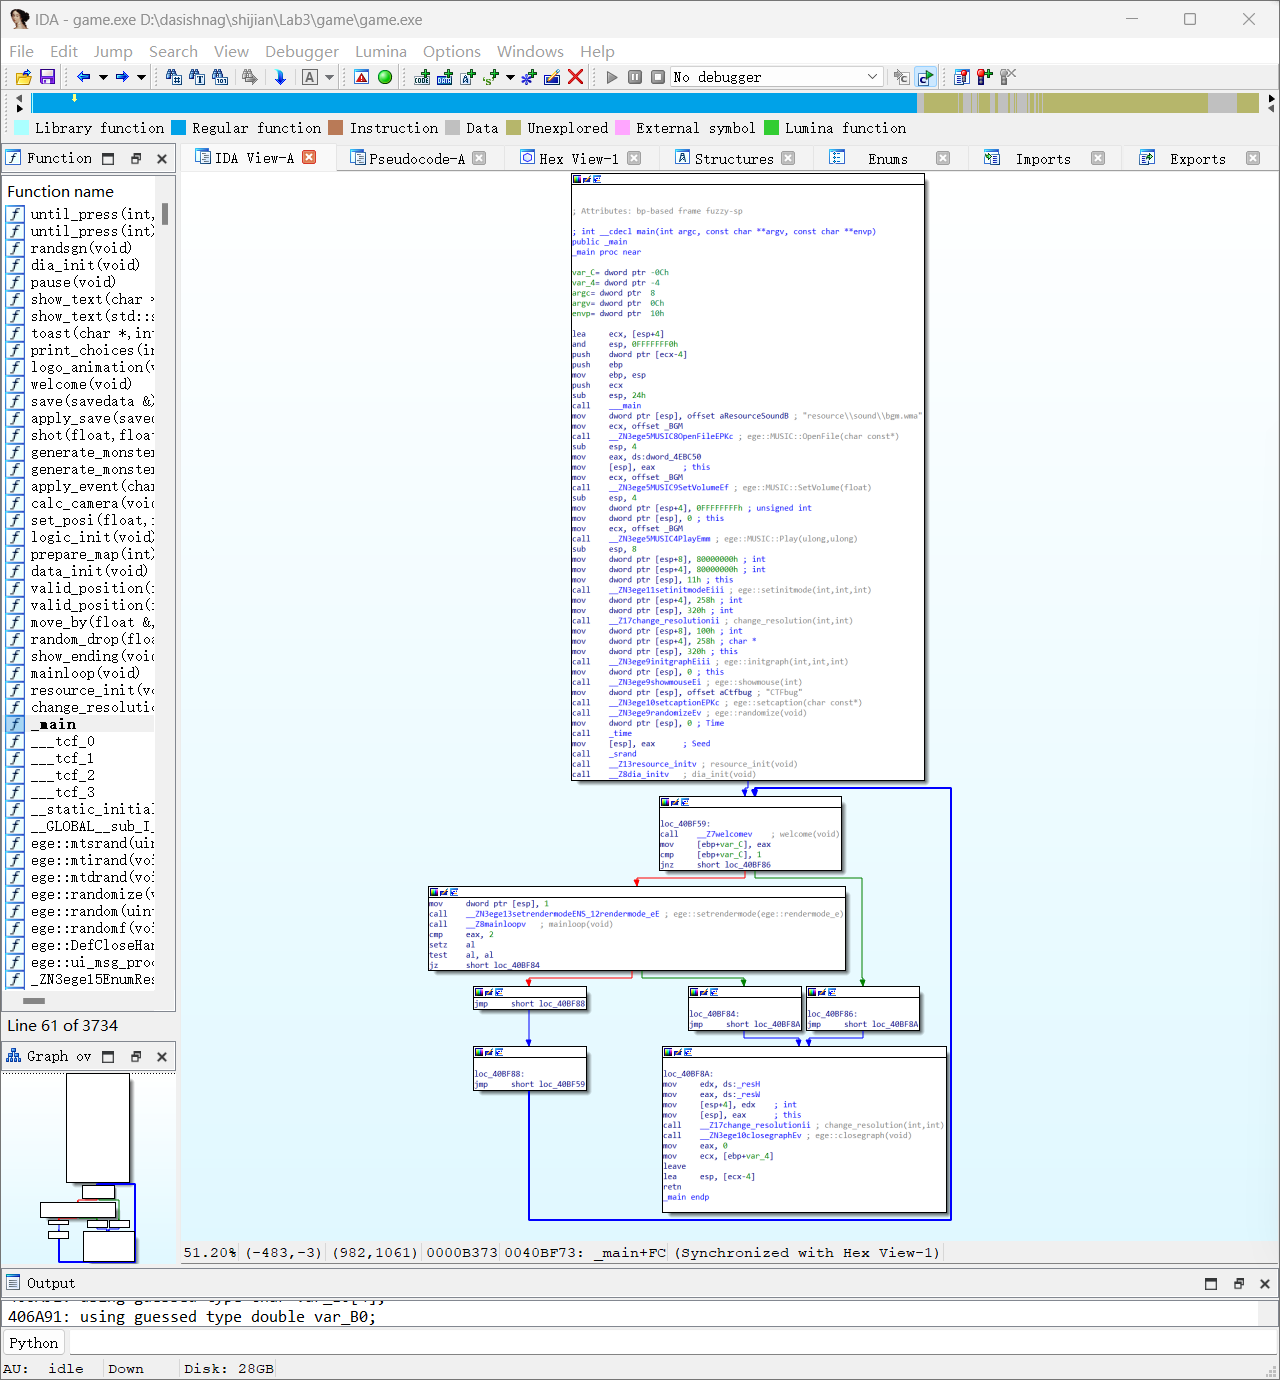 IDA - game.exe D:\dasishnag\shijian\Lab3\game\game.exe
File Edit Jump Search View Debugger Lumina Options Windows Help
No debugger
Library function Regular function Instruction Data Unexplored External symbol Lumina function
Function
IDA View-A Pseudocode-A Hex View-1 Structures Enums Imports Exports
Function name
until_press(int,
until_press(int)
randsgn(void)
dia_init(void)
pause(void)
show_text(char *
show_text(std::s
toast(char *,int
print_choices(in
logo_animation(v
welcome(void)
save(savedata &)
apply_save(saved
shot(float,float
generate_monster
generate_monster
apply_event(char
calc_camera(void
set_posi(float,i
logic_init(void)
prepare_map(int)
data_init(void)
valid_position(i
valid_position(i
move_by(float &,
random_drop(floa
show_ending(void
mainloop(void)
resource_init(vo
change_resolutio
_main
___tcf_0
___tcf_1
___tcf_2
___tcf_3
__static_initial
__GLOBAL__sub_I_
ege::mtsrand(uin
ege::mtirand(voi
ege::mtdrand(voi
ege::randomize(v
ege::random(uint
ege::randomf(voi
ege::DefCloseHan
ege::ui_msg_proc
_ZN3ege15EnumRes
Line 61 of 3734
Graph ov
; Attributes: bp-based frame fuzzy-sp
; int __cdecl main(int argc, const char **argv, const char **envp)
public _main
_main proc near
var_C= dword ptr -0Ch
var_4= dword ptr -4
argc= dword ptr  8
argv= dword ptr  0Ch
envp= dword ptr  10h
lea     ecx, [esp+4]
and     esp, 0FFFFFFF0h
push    dword ptr [ecx-4]
push    ebp
mov     ebp, esp
push    ecx
sub     esp, 24h
call    ___main
mov     dword ptr [esp], offset aResourceSoundB ; "resource\\sound\\bgm.wma"
mov     ecx, offset _BGM
call    __ZN3ege5MUSIC8OpenFileEPKc ; ege::MUSIC::OpenFile(char const*)
sub     esp, 4
mov     eax, ds:dword_4EBC50
mov     [esp], eax      ; this
mov     ecx, offset _BGM
call    __ZN3ege5MUSIC9SetVolumeEf ; ege::MUSIC::SetVolume(float)
sub     esp, 4
mov     dword ptr [esp+4], 0FFFFFFFFh ; unsigned int
mov     dword ptr [esp], 0 ; this
mov     ecx, offset _BGM
call    __ZN3ege5MUSIC4PlayEmm ; ege::MUSIC::Play(ulong,ulong)
sub     esp, 8
mov     dword ptr [esp+8], 80000000h ; int
mov     dword ptr [esp+4], 80000000h ; int
mov     dword ptr [esp], 11h ; this
call    __ZN3ege11setinitmodeEiii ; ege::setinitmode(int,int,int)
mov     dword ptr [esp+4], 258h ; int
mov     dword ptr [esp], 320h ; int
call    __Z17change_resolutionii ; change_resolution(int,int)
mov     dword ptr [esp+8], 100h ; int
mov     dword ptr [esp+4], 258h ; char *
mov     dword ptr [esp], 320h ; this
call    __ZN3ege9initgraphEiii ; ege::initgraph(int,int,int)
mov     dword ptr [esp], 0 ; this
call    __ZN3ege9showmouseEi ; ege::showmouse(int)
mov     dword ptr [esp], offset aCtfbug ; "CTFbug"
call    __ZN3ege10setcaptionEPKc ; ege::setcaption(char const*)
call    __ZN3ege9randomizeEv ; ege::randomize(void)
mov     dword ptr [esp], 0 ; Time
call    _time
mov     [esp], eax      ; Seed
call    _srand
call    __Z13resource_initv ; resource_init(void)
call    __Z8dia_initv   ; dia_init(void)
loc_40BF59:
call    __Z7welcomev    ; welcome(void)
mov     [ebp+var_C], eax
cmp     [ebp+var_C], 1
jnz     short loc_40BF86
mov     dword ptr [esp], 1
call    __ZN3ege13setrendermodeENS_12rendermode_eE ; ege::setrendermode(ege::rendermode_e)
call    __Z8mainloopv   ; mainloop(void)
cmp     eax, 2
setz    al
test    al, al
jz      short loc_40BF84
jmp     short loc_40BF88
loc_40BF84:
jmp     short loc_40BF8A
loc_40BF86:
jmp     short loc_40BF8A
loc_40BF88:
jmp     short loc_40BF59
loc_40BF8A:
mov     edx, ds:_resH
mov     eax, ds:_resW
mov     [esp+4], edx    ; int
mov     [esp], eax      ; this
call    __Z17change_resolutionii ; change_resolution(int,int)
call    __ZN3ege10closegraphEv ; ege::closegraph(void)
mov     eax, 0
mov     ecx, [ebp+var_4]
leave
lea     esp, [ecx-4]
retn
_main endp
51.20% (-483,-3) (982,1061) 0000B373 0040BF73: _main+FC (Synchronized with Hex View-1)
Output
406A91: using guessed type double var_B0;
Python
AU: idle Down Disk: 28GB